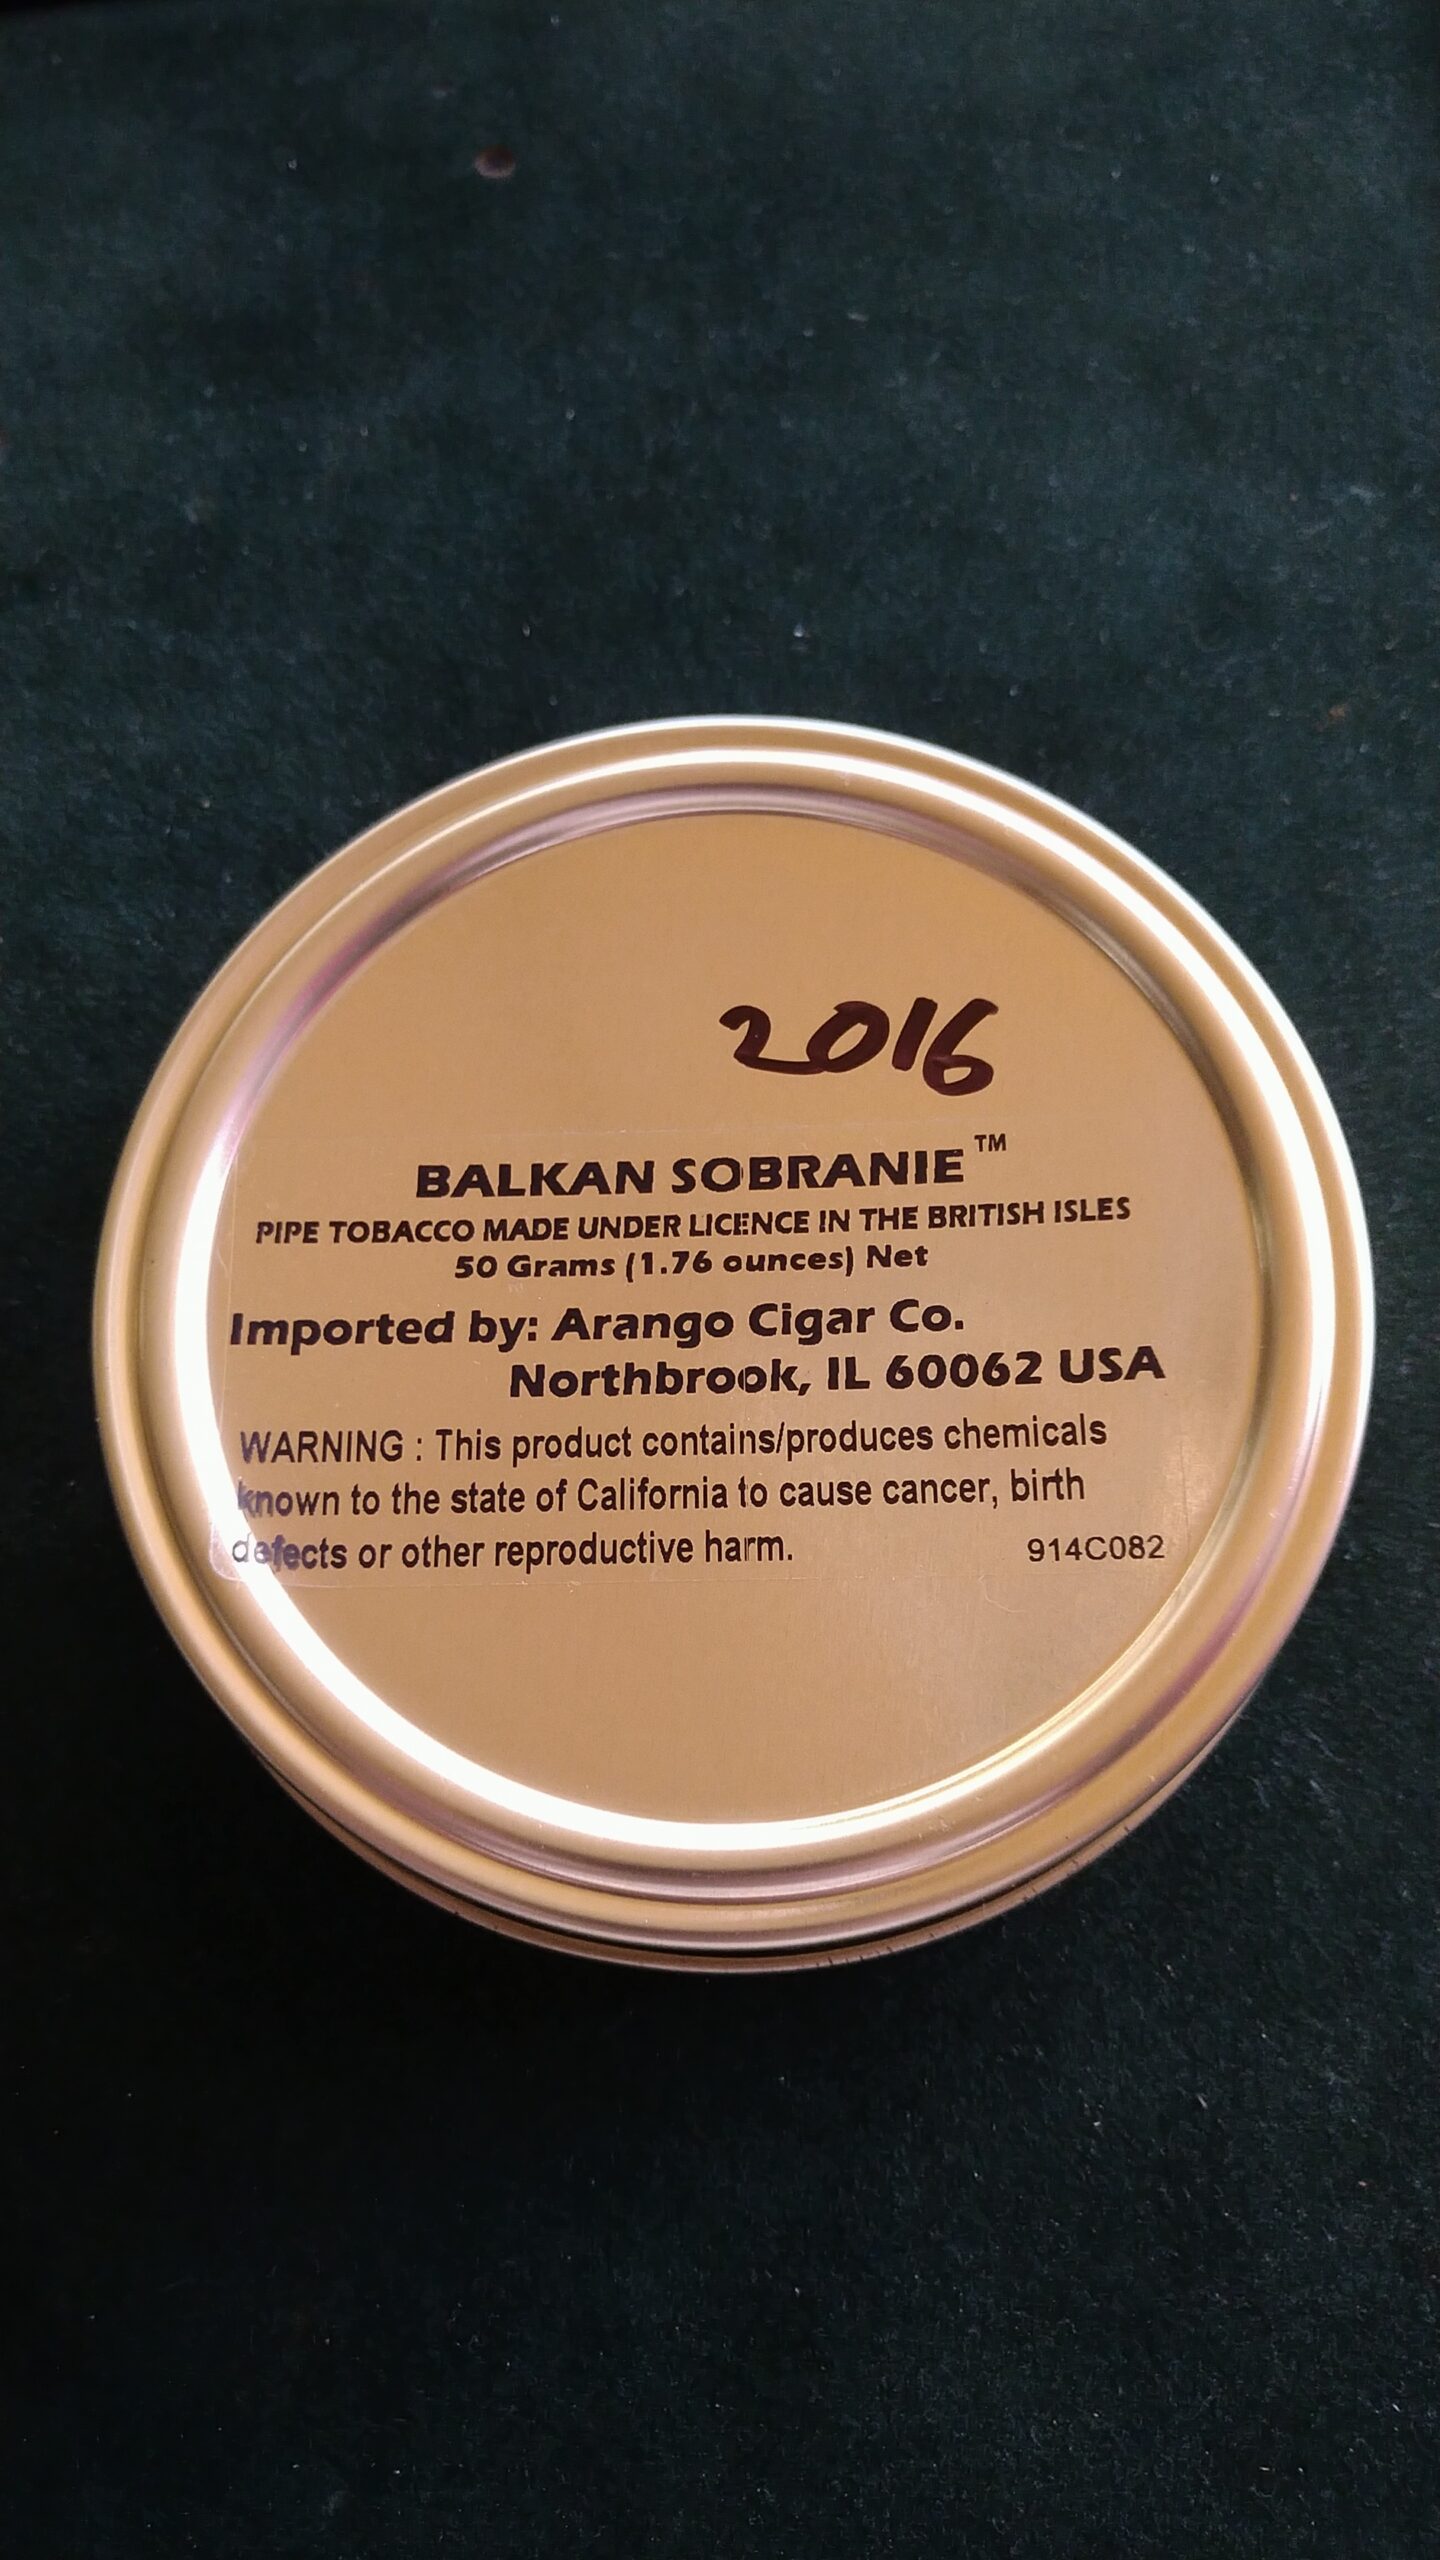 2016
BALKAN SOBRANIE™
PIPE TOBACCO MADE UNDER LICENCE IN THE BRITISH ISLES
50 Grams (1.76 ounces) Net
Imported by: Arango Cigar Co.
Northbrook, IL 60062 USA
WARNING : This product contains/produces chemicals
known to the state of California to cause cancer, birth
defects or other reproductive harm. 914C082